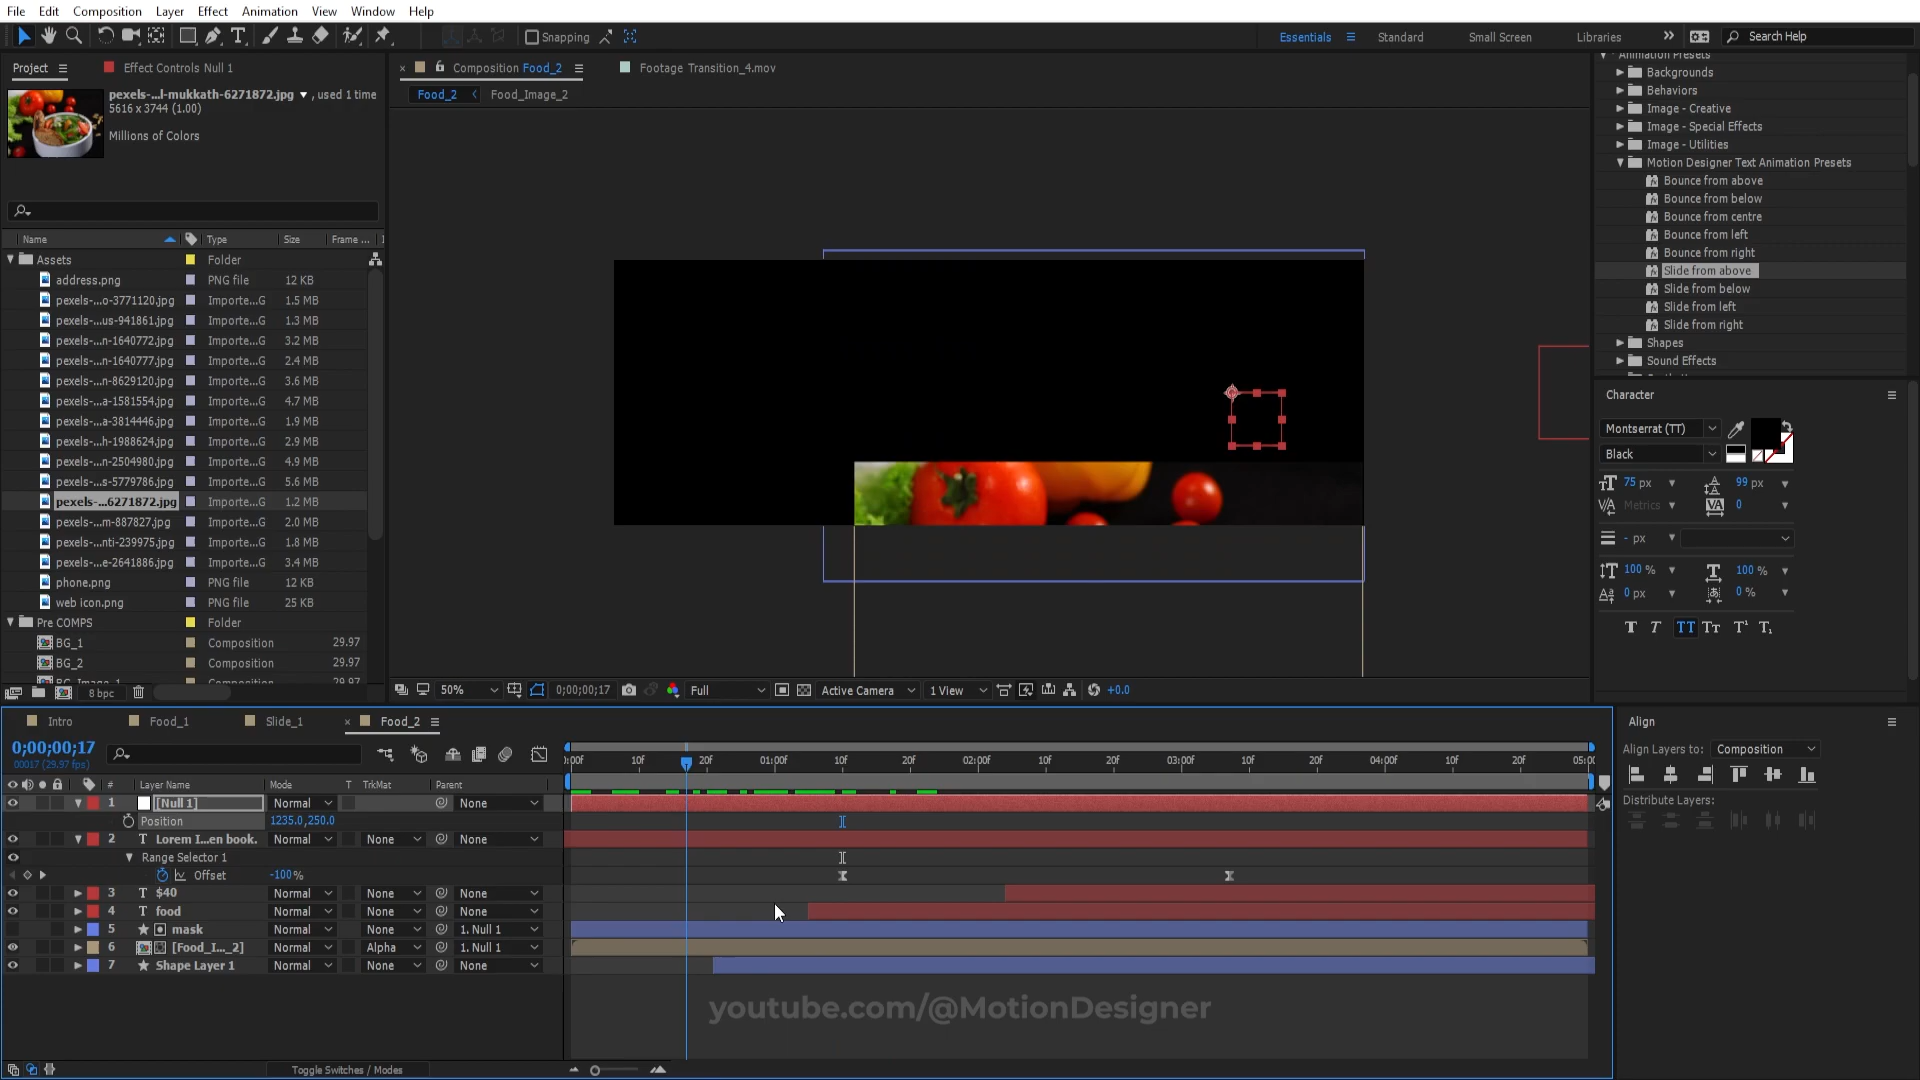 File Edit Composition Layer Effect Animation View Window Help
Snapping
Essentials Standard Small Screen Libraries Search Help
Project Effect Controls Null 1
pexels-...l-mukkath-6271872.jpg , used 1 time
5616 x 3744 (1.00)
Millions of Colors
Name Type Size Frame ...
Assets Folder
address.png PNG file 12 KB
pexels-...o-3771120.jpg Importe...G 1.5 MB
pexels-...us-941861.jpg Importe...G 1.3 MB
pexels-...n-1640772.jpg Importe...G 3.2 MB
pexels-...n-1640777.jpg Importe...G 2.4 MB
pexels-...n-8629120.jpg Importe...G 3.6 MB
pexels-...a-1581554.jpg Importe...G 4.7 MB
pexels-...a-3814446.jpg Importe...G 1.9 MB
pexels-...h-1988624.jpg Importe...G 2.9 MB
pexels-...n-2504980.jpg Importe...G 4.9 MB
pexels-...s-5779786.jpg Importe...G 5.6 MB
pexels-...6271872.jpg Importe...G 1.2 MB
pexels-...m-887827.jpg Importe...G 2.0 MB
pexels-...nti-239975.jpg Importe...G 1.8 MB
pexels-...e-2641886.jpg Importe...G 3.4 MB
phone.png PNG file 12 KB
web icon.png PNG file 25 KB
Pre COMPS Folder
BG_1 Composition 29.97
BG_2 Composition 29.97
BG_Image_1 Composition 29.97
8 bpc
Composition Food_2 Footage Transition_4.mov
Food_2 Food_Image_2
50% 0;00;00;17 Full Active Camera 1 View +0.0
Animation Presets
Backgrounds
Behaviors
Image - Creative
Image - Special Effects
Image - Utilities
Motion Designer Text Animation Presets
Bounce from above
Bounce from below
Bounce from centre
Bounce from left
Bounce from right
Slide from above
Slide from below
Slide from left
Slide from right
Shapes
Sound Effects
Character
Montserrat (TT)
Black
75 px 99 px
Metrics 0
- px
100 % 100 %
0 px 0 %
Intro Food_1 Slide_1 Food_2
0;00;00;17
00017 (29.97 fps)
:00f 10f 20f 01:00f 10f 20f 02:00f 10f 20f 03:00f 10f 20f 04:00f 10f 20f 05:00
# Layer Name Mode T TrkMat Parent
1 [Null 1] Normal None
Position 1235.0,250.0
2 Lorem I...en book. Normal None None
Range Selector 1
Offset -100%
3 $40 Normal None None
4 food Normal None None
5 mask Normal None 1. Null 1
6 [Food_I..._2] Normal Alpha 1. Null 1
7 Shape Layer 1 Normal None None
youtube.com/@MotionDesigner
Toggle Switches / Modes
Align
Align Layers to: Composition
Distribute Layers: